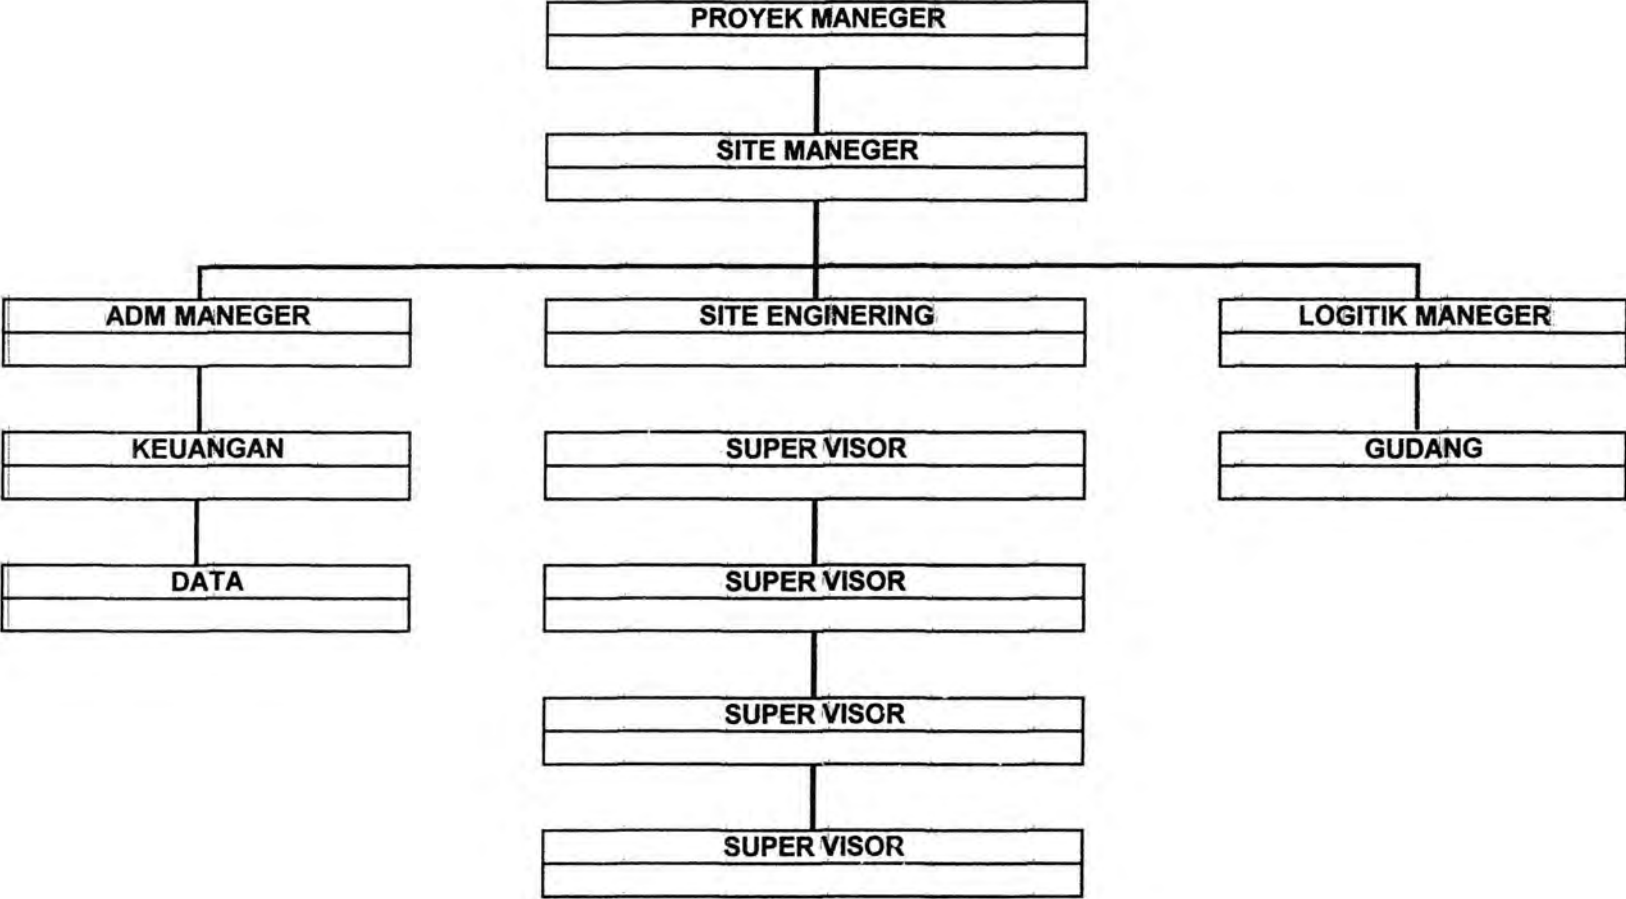 PROYEK MANEGER
SITE MANEGER
ADM MANEGER
SITE ENGINERING
LOGITIK MANEGER
KEUANGAN
SUPER VISOR
GUDANG
DATA
SUPER VISOR
SUPER VISOR
SUPER VISOR